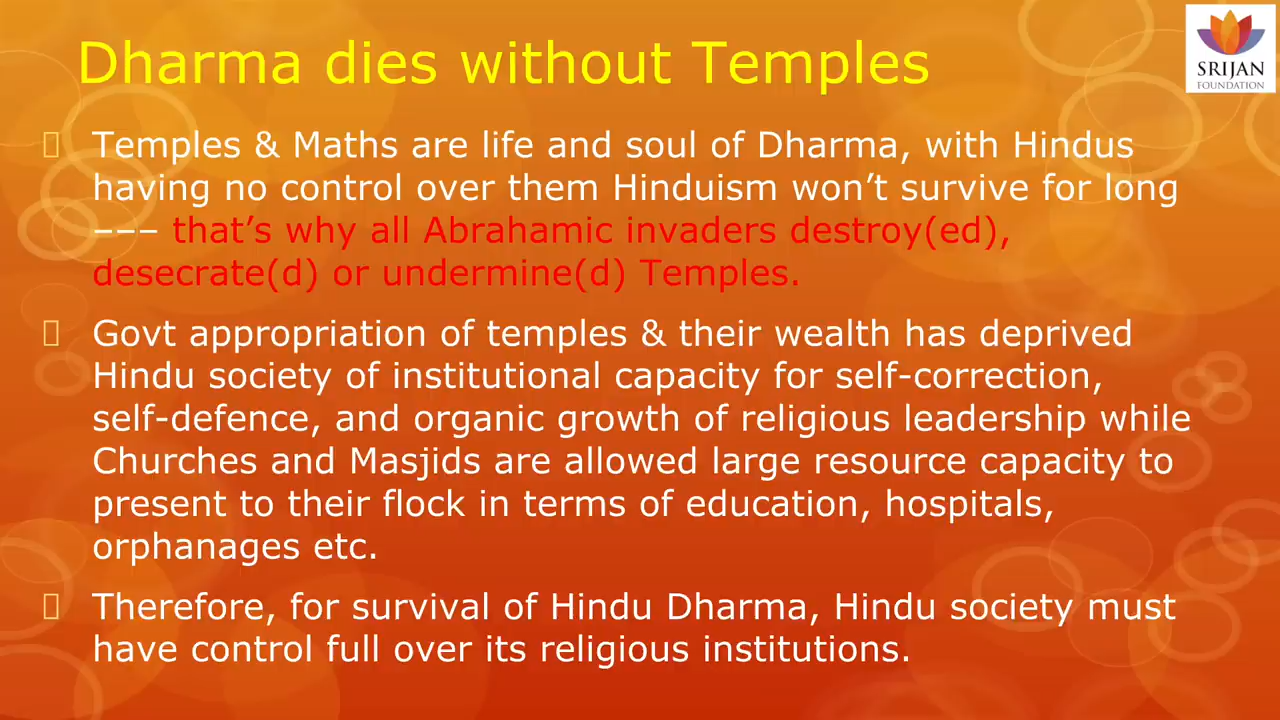 Dharma dies without Temples
SRIJAN
FOUNDATION
Temples & Maths are life and soul of Dharma, with Hindus
having no control over them Hinduism won’t survive for long
––– that’s why all Abrahamic invaders destroy(ed),
desecrate(d) or undermine(d) Temples.
Govt appropriation of temples & their wealth has deprived
Hindu society of institutional capacity for self-correction,
self-defence, and organic growth of religious leadership while
Churches and Masjids are allowed large resource capacity to
present to their flock in terms of education, hospitals,
orphanages etc.
Therefore, for survival of Hindu Dharma, Hindu society must
have control full over its religious institutions.